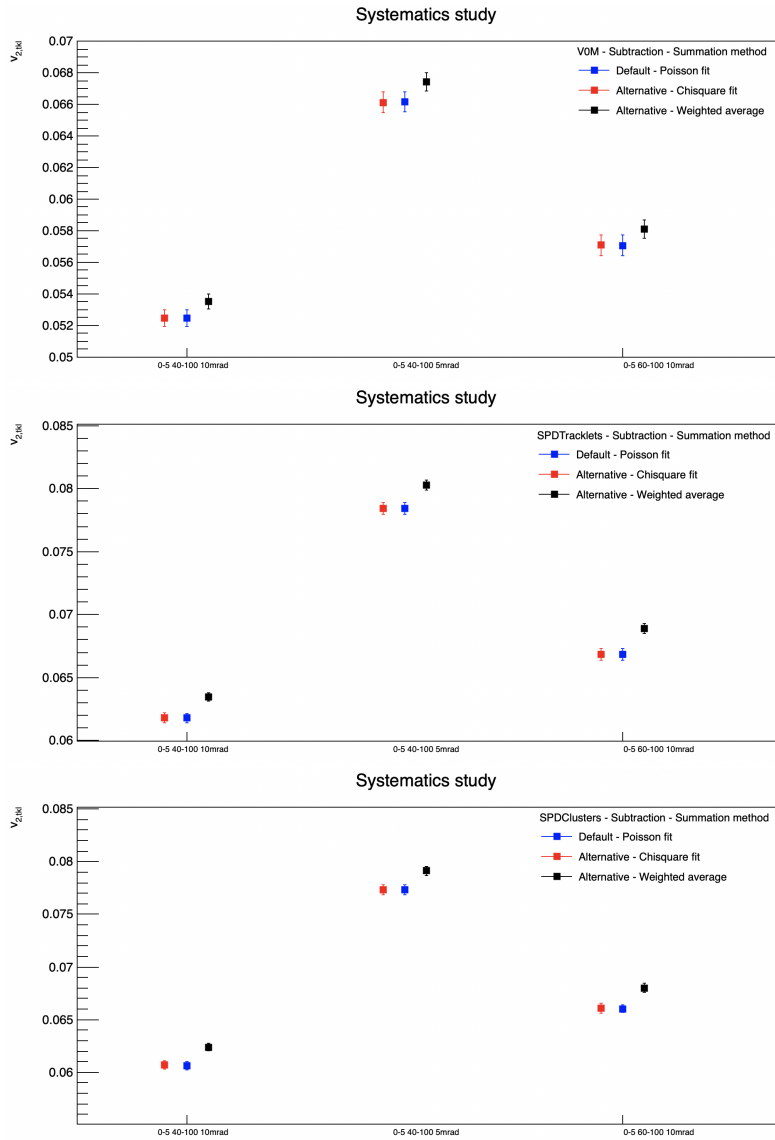 Systematics study
v2,tkl
0.07
0.068
0.066
0.064
0.062
0.06
0.058
0.056
0.054
0.052
0.05
V0M - Subtraction - Summation method
Default - Poisson fit
Alternative - Chisquare fit
Alternative - Weighted average
0-5 40-100 10mrad
0-5 40-100 5mrad
0-5 60-100 10mrad
Systematics study
v2,tkl
0.085
0.08
0.075
0.07
0.065
0.06
SPDTracklets - Subtraction - Summation method
Default - Poisson fit
Alternative - Chisquare fit
Alternative - Weighted average
0-5 40-100 10mrad
0-5 40-100 5mrad
0-5 60-100 10mrad
Systematics study
v2,tkl
0.085
0.08
0.075
0.07
0.065
0.06
SPDClusters - Subtraction - Summation method
Default - Poisson fit
Alternative - Chisquare fit
Alternative - Weighted average
0-5 40-100 10mrad
0-5 40-100 5mrad
0-5 60-100 10mrad